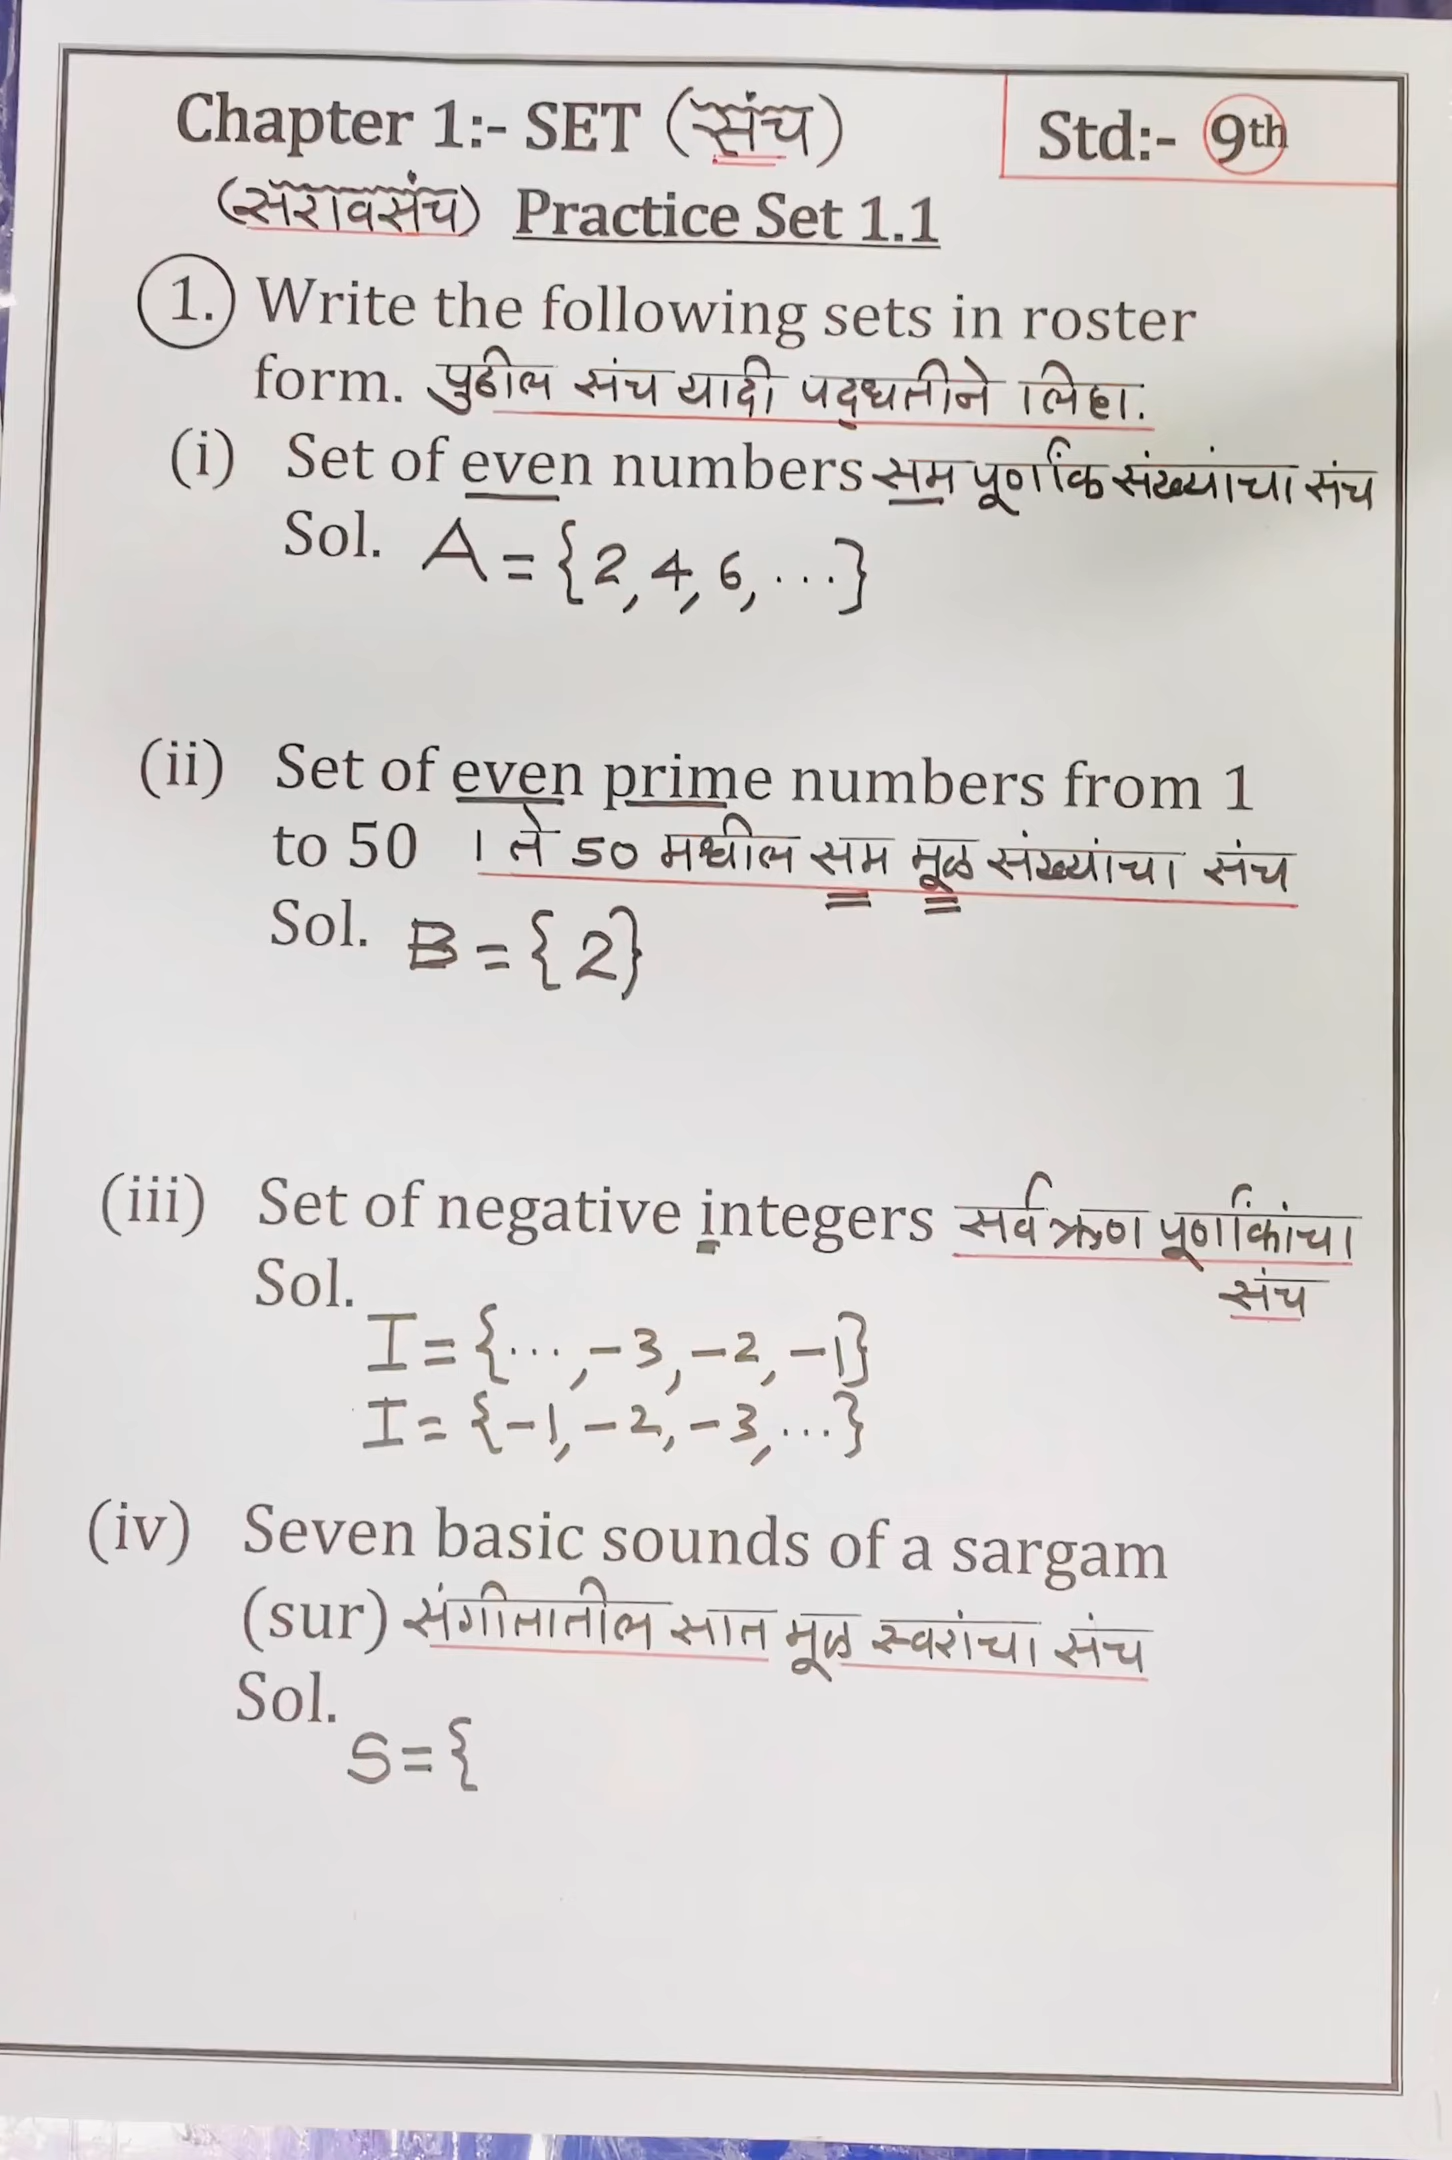 Chapter 1:- SET (संच)
Std:- 9th
(सरावसंच) Practice Set 1.1
1. Write the following sets in roster
form. पुढील संच यादी पद्धतीने लिहा.
(i) Set of even numbers सम पूर्णांक संख्यांचा संच
Sol. A = {2, 4, 6, ...}
(ii) Set of even prime numbers from 1
to 50 1 ते 50 मधील सम मूळ संख्यांचा संच
Sol. B = {2}
(iii) Set of negative integers सर्व ऋण पूर्णांकांचा
संच
Sol.
I = {..., -3, -2, -1}
I = {-1, -2, -3, ...}
(iv) Seven basic sounds of a sargam
(sur) संगीतातील सात मूळ स्वरांचा संच
Sol.
S = {